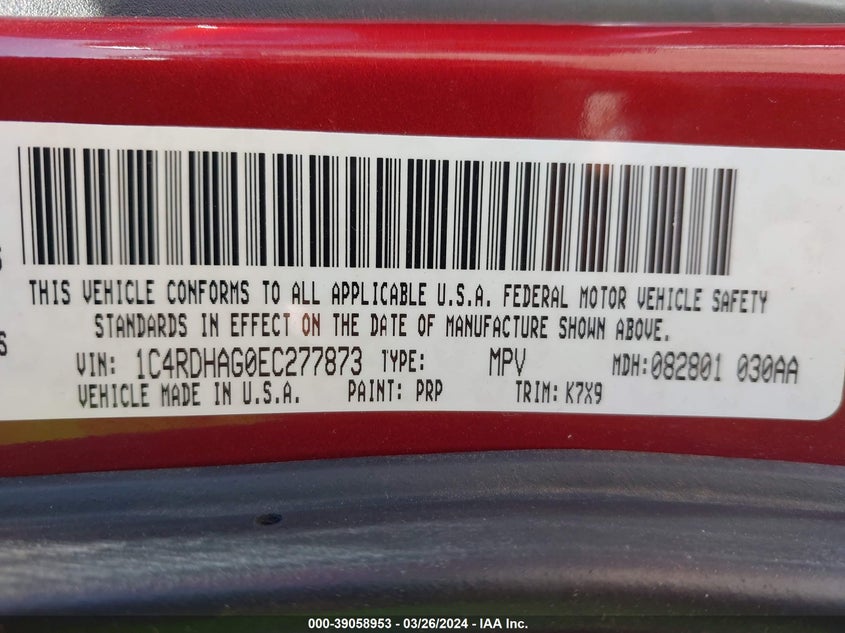 THIS VEHICLE CONFORMS TO ALL APPLICABLE U.S.A. FEDERAL MOTOR VEHICLE SAFETY
STANDARDS IN EFFECT ON THE DATE OF MANUFACTURE SHOWN ABOVE.
VIN: 1C4RDHAG0EC277873 TYPE: MPV MDH:082801 030AA
VEHICLE MADE IN U.S.A. PAINT: PRP TRIM: K7X9
000-39058953 - 03/26/2024 - IAA Inc.